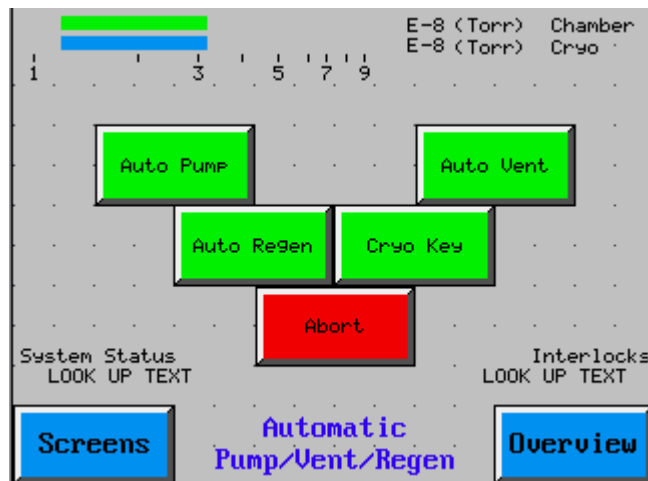 E-8 (Torr) Chamber
E-8 (Torr) Cryo
1 3 5 7 9
Auto Pump
Auto Vent
Auto Regen
Cryo Key
Abort
System Status
LOOK UP TEXT
Interlocks
LOOK UP TEXT
Screens
Automatic
Pump/Vent/Regen
Overview